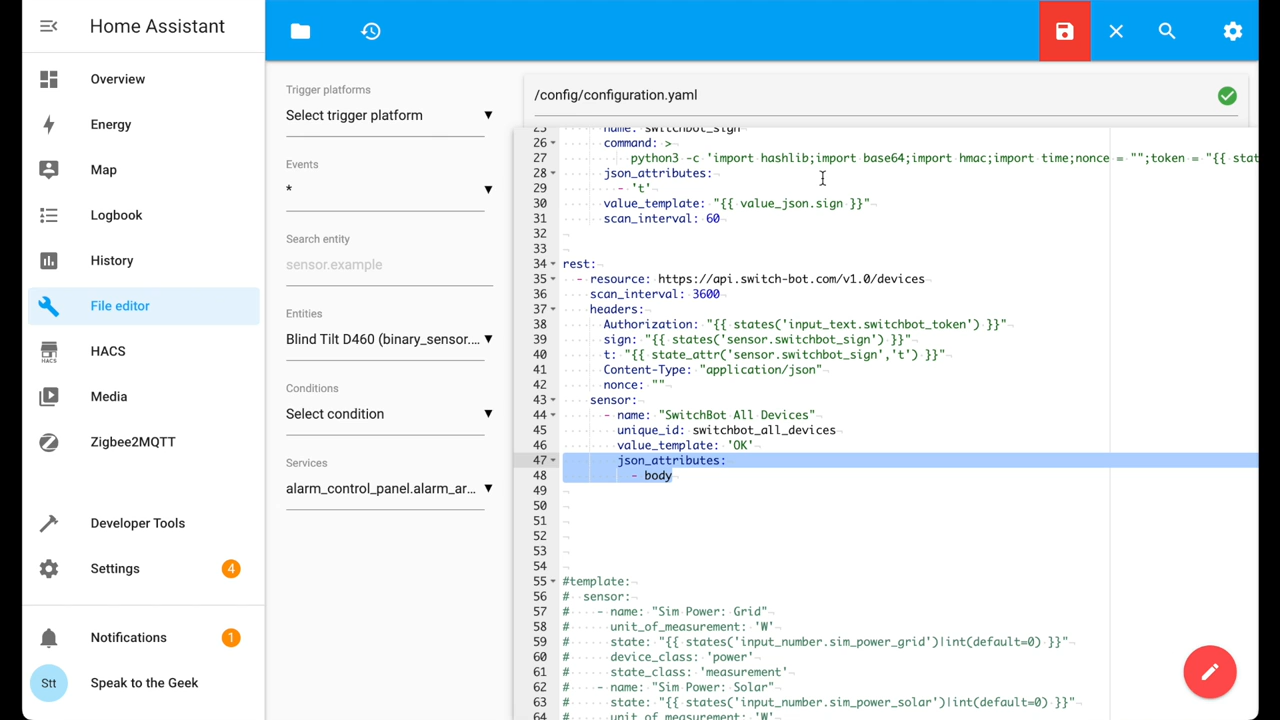 Home Assistant
Overview
Energy
Map
Logbook
History
File editor
HACS
HACS
Media
Zigbee2MQTT
Developer Tools
Settings
4
Notifications
1
Stt
Speak to the Geek
Trigger platforms
Select trigger platform
Events
*
Search entity
sensor.example
Entities
Blind Tilt D460 (binary_sensor....
Conditions
Select condition
Services
alarm_control_panel.alarm_ar...
/config/configuration.yaml
25 name: switchbot_sign
26 command: >
27 python3 -c 'import hashlib;import base64;import hmac;import time;nonce = "";token = "{{ stat
28 json_attributes:
29 - 't'
30 value_template: "{{ value_json.sign }}"
31 scan_interval: 60
32
33
34 rest:
35 - resource: https://api.switch-bot.com/v1.0/devices
36 scan_interval: 3600
37 headers:
38 Authorization: "{{ states('input_text.switchbot_token') }}"
39 sign: "{{ states('sensor.switchbot_sign') }}"
40 t: "{{ state_attr('sensor.switchbot_sign','t') }}"
41 Content-Type: "application/json"
42 nonce: ""
43 sensor:
44 - name: "SwitchBot All Devices"
45 unique_id: switchbot_all_devices
46 value_template: 'OK'
47 json_attributes:
48 - body
49
50
51
52
53
54
55 #template:
56 # sensor:
57 # - name: "Sim Power: Grid"
58 # unit_of_measurement: 'W'
59 # state: "{{ states('input_number.sim_power_grid')|int(default=0) }}"
60 # device_class: 'power'
61 # state_class: 'measurement'
62 # - name: "Sim Power: Solar"
63 # state: "{{ states('input_number.sim_power_solar')|int(default=0) }}"
64 # unit_of_measurement: 'W'